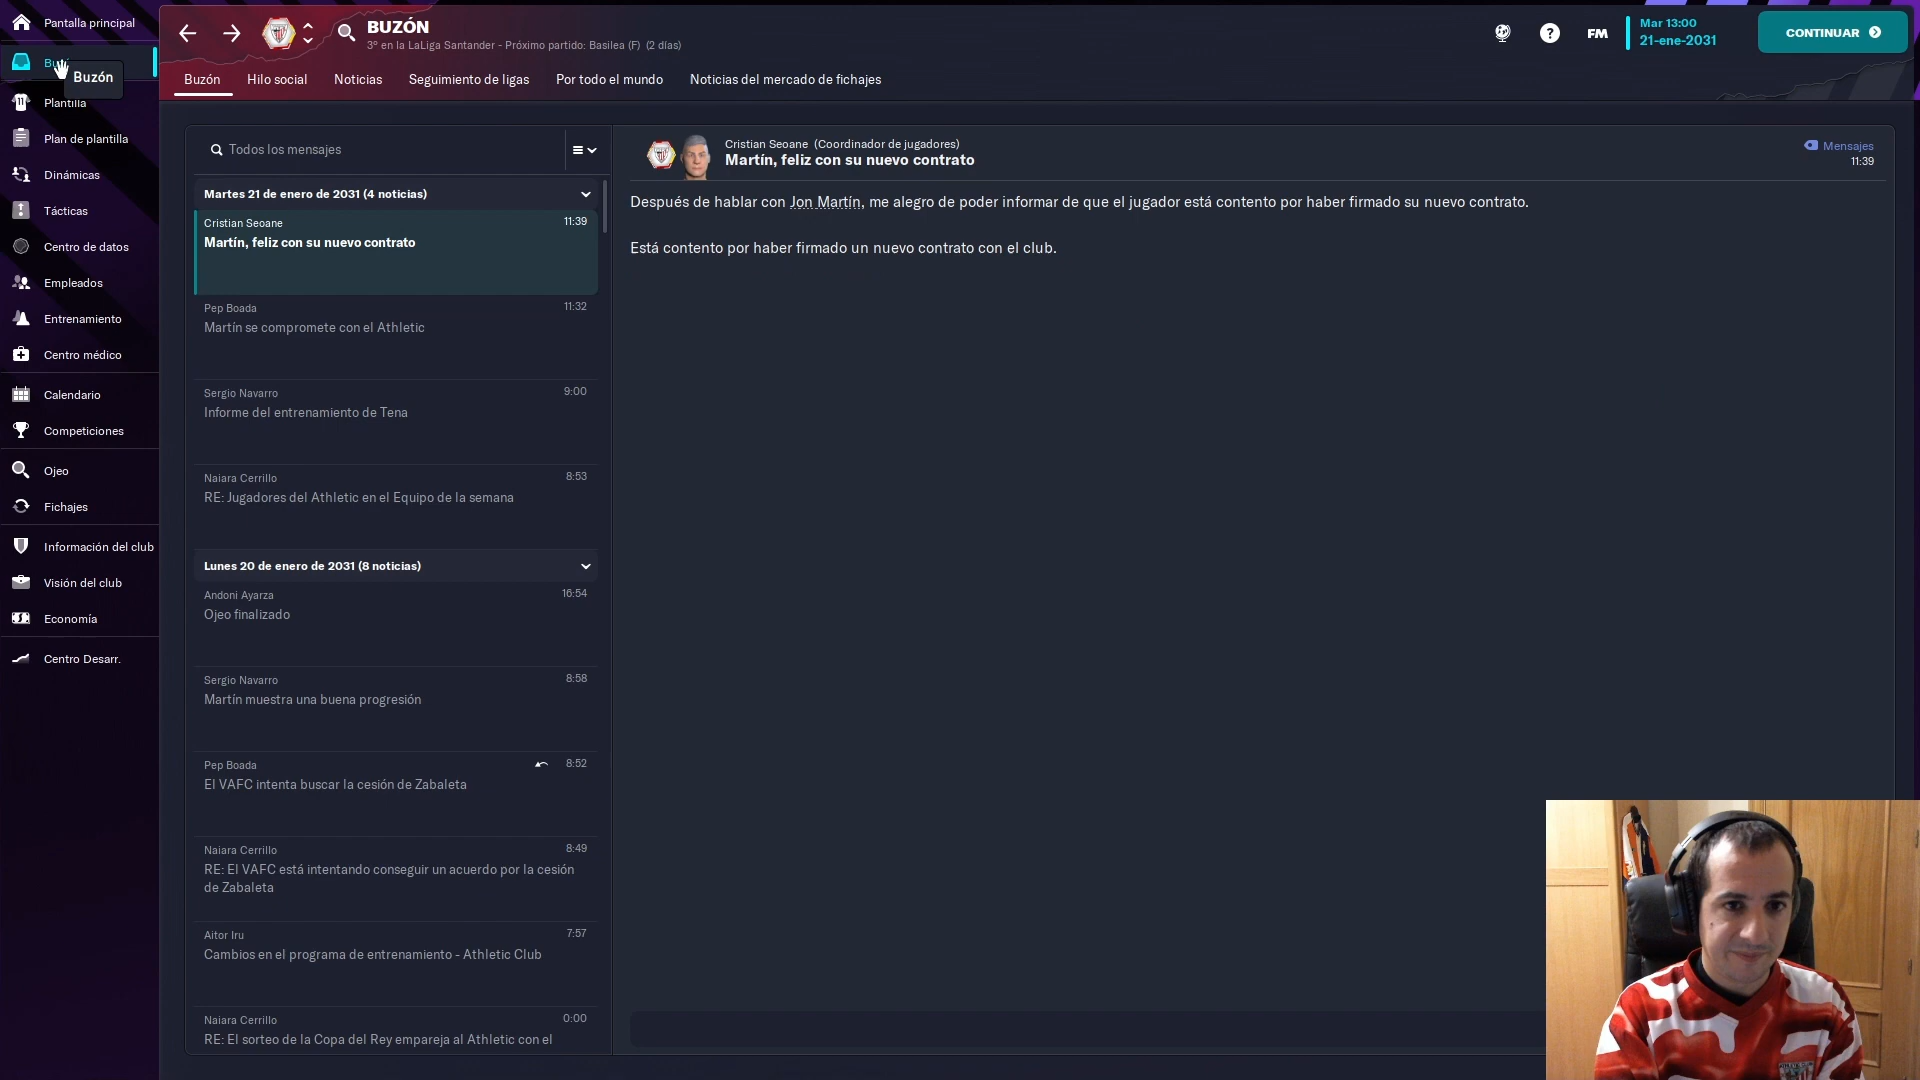 Pantalla principal
Buzón
Plantilla
Plan de plantilla
Dinámicas
Tácticas
Centro de datos
Empleados
Entrenamiento
Centro médico
Calendario
Competiciones
Ojeo
Fichajes
Información del club
Visión del club
Economía
Centro Desarr.
BUZÓN
3º en la LaLiga Santander - Próximo partido: Basilea (F) (2 días)
FM
Mar 13:00
21-ene-2031
CONTINUAR
Buzón
Hilo social
Noticias
Seguimiento de ligas
Por todo el mundo
Noticias del mercado de fichajes
Todos los mensajes
Martes 21 de enero de 2031 (4 noticias)
Cristian Seoane 11:39
Martín, feliz con su nuevo contrato
Pep Boada 11:32
Martín se compromete con el Athletic
Sergio Navarro 9:00
Informe del entrenamiento de Tena
Naiara Cerrillo 8:53
RE: Jugadores del Athletic en el Equipo de la semana
Lunes 20 de enero de 2031 (8 noticias)
Andoni Ayarza 16:54
Ojeo finalizado
Sergio Navarro 8:58
Martín muestra una buena progresión
Pep Boada 8:52
El VAFC intenta buscar la cesión de Zabaleta
Naiara Cerrillo 8:49
RE: El VAFC está intentando conseguir un acuerdo por la cesión
de Zabaleta
Aitor Iru 7:57
Cambios en el programa de entrenamiento - Athletic Club
Naiara Cerrillo 0:00
RE: El sorteo de la Copa del Rey empareja al Athletic con el
Cristian Seoane (Coordinador de jugadores)
Martín, feliz con su nuevo contrato
Mensajes
11:39
Después de hablar con Jon Martín, me alegro de poder informar de que el jugador está contento por haber firmado su nuevo contrato.
Está contento por haber firmado un nuevo contrato con el club.